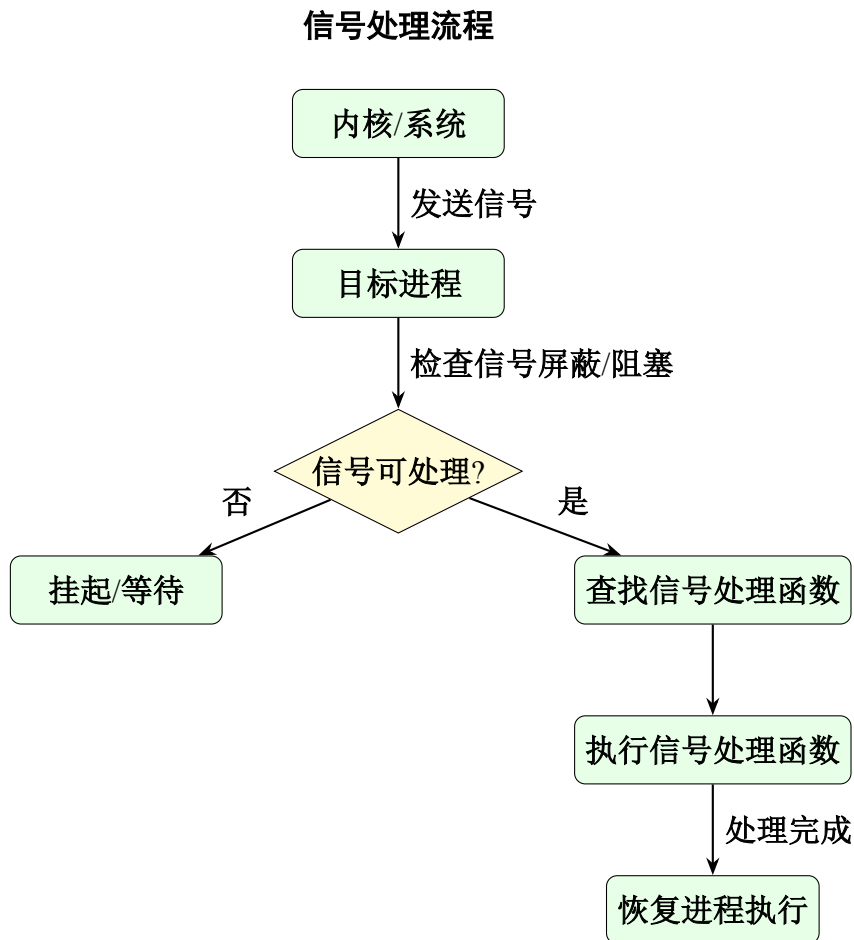 信号处理流程
内核/系统
发送信号
目标进程
检查信号屏蔽/阻塞
信号可处理?
否
是
挂起/等待
查找信号处理函数
执行信号处理函数
处理完成
恢复进程执行